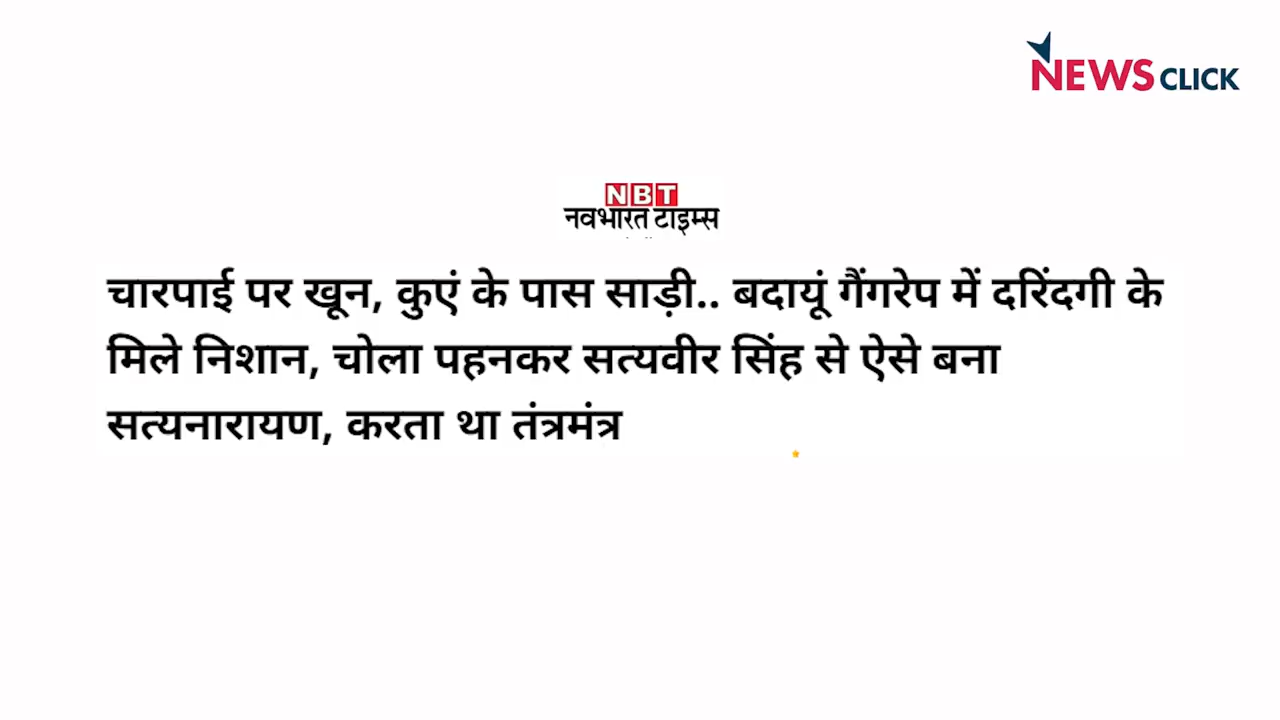 NEWS CLICK
NBT
नवभारत टाइम्स
चारपाई पर खून, कुएं के पास साड़ी.. बदायूं गैंगरेप में दरिंदगी के
मिले निशान, चोला पहनकर सत्यवीर सिंह से ऐसे बना
सत्यनारायण, करता था तंत्रमंत्र